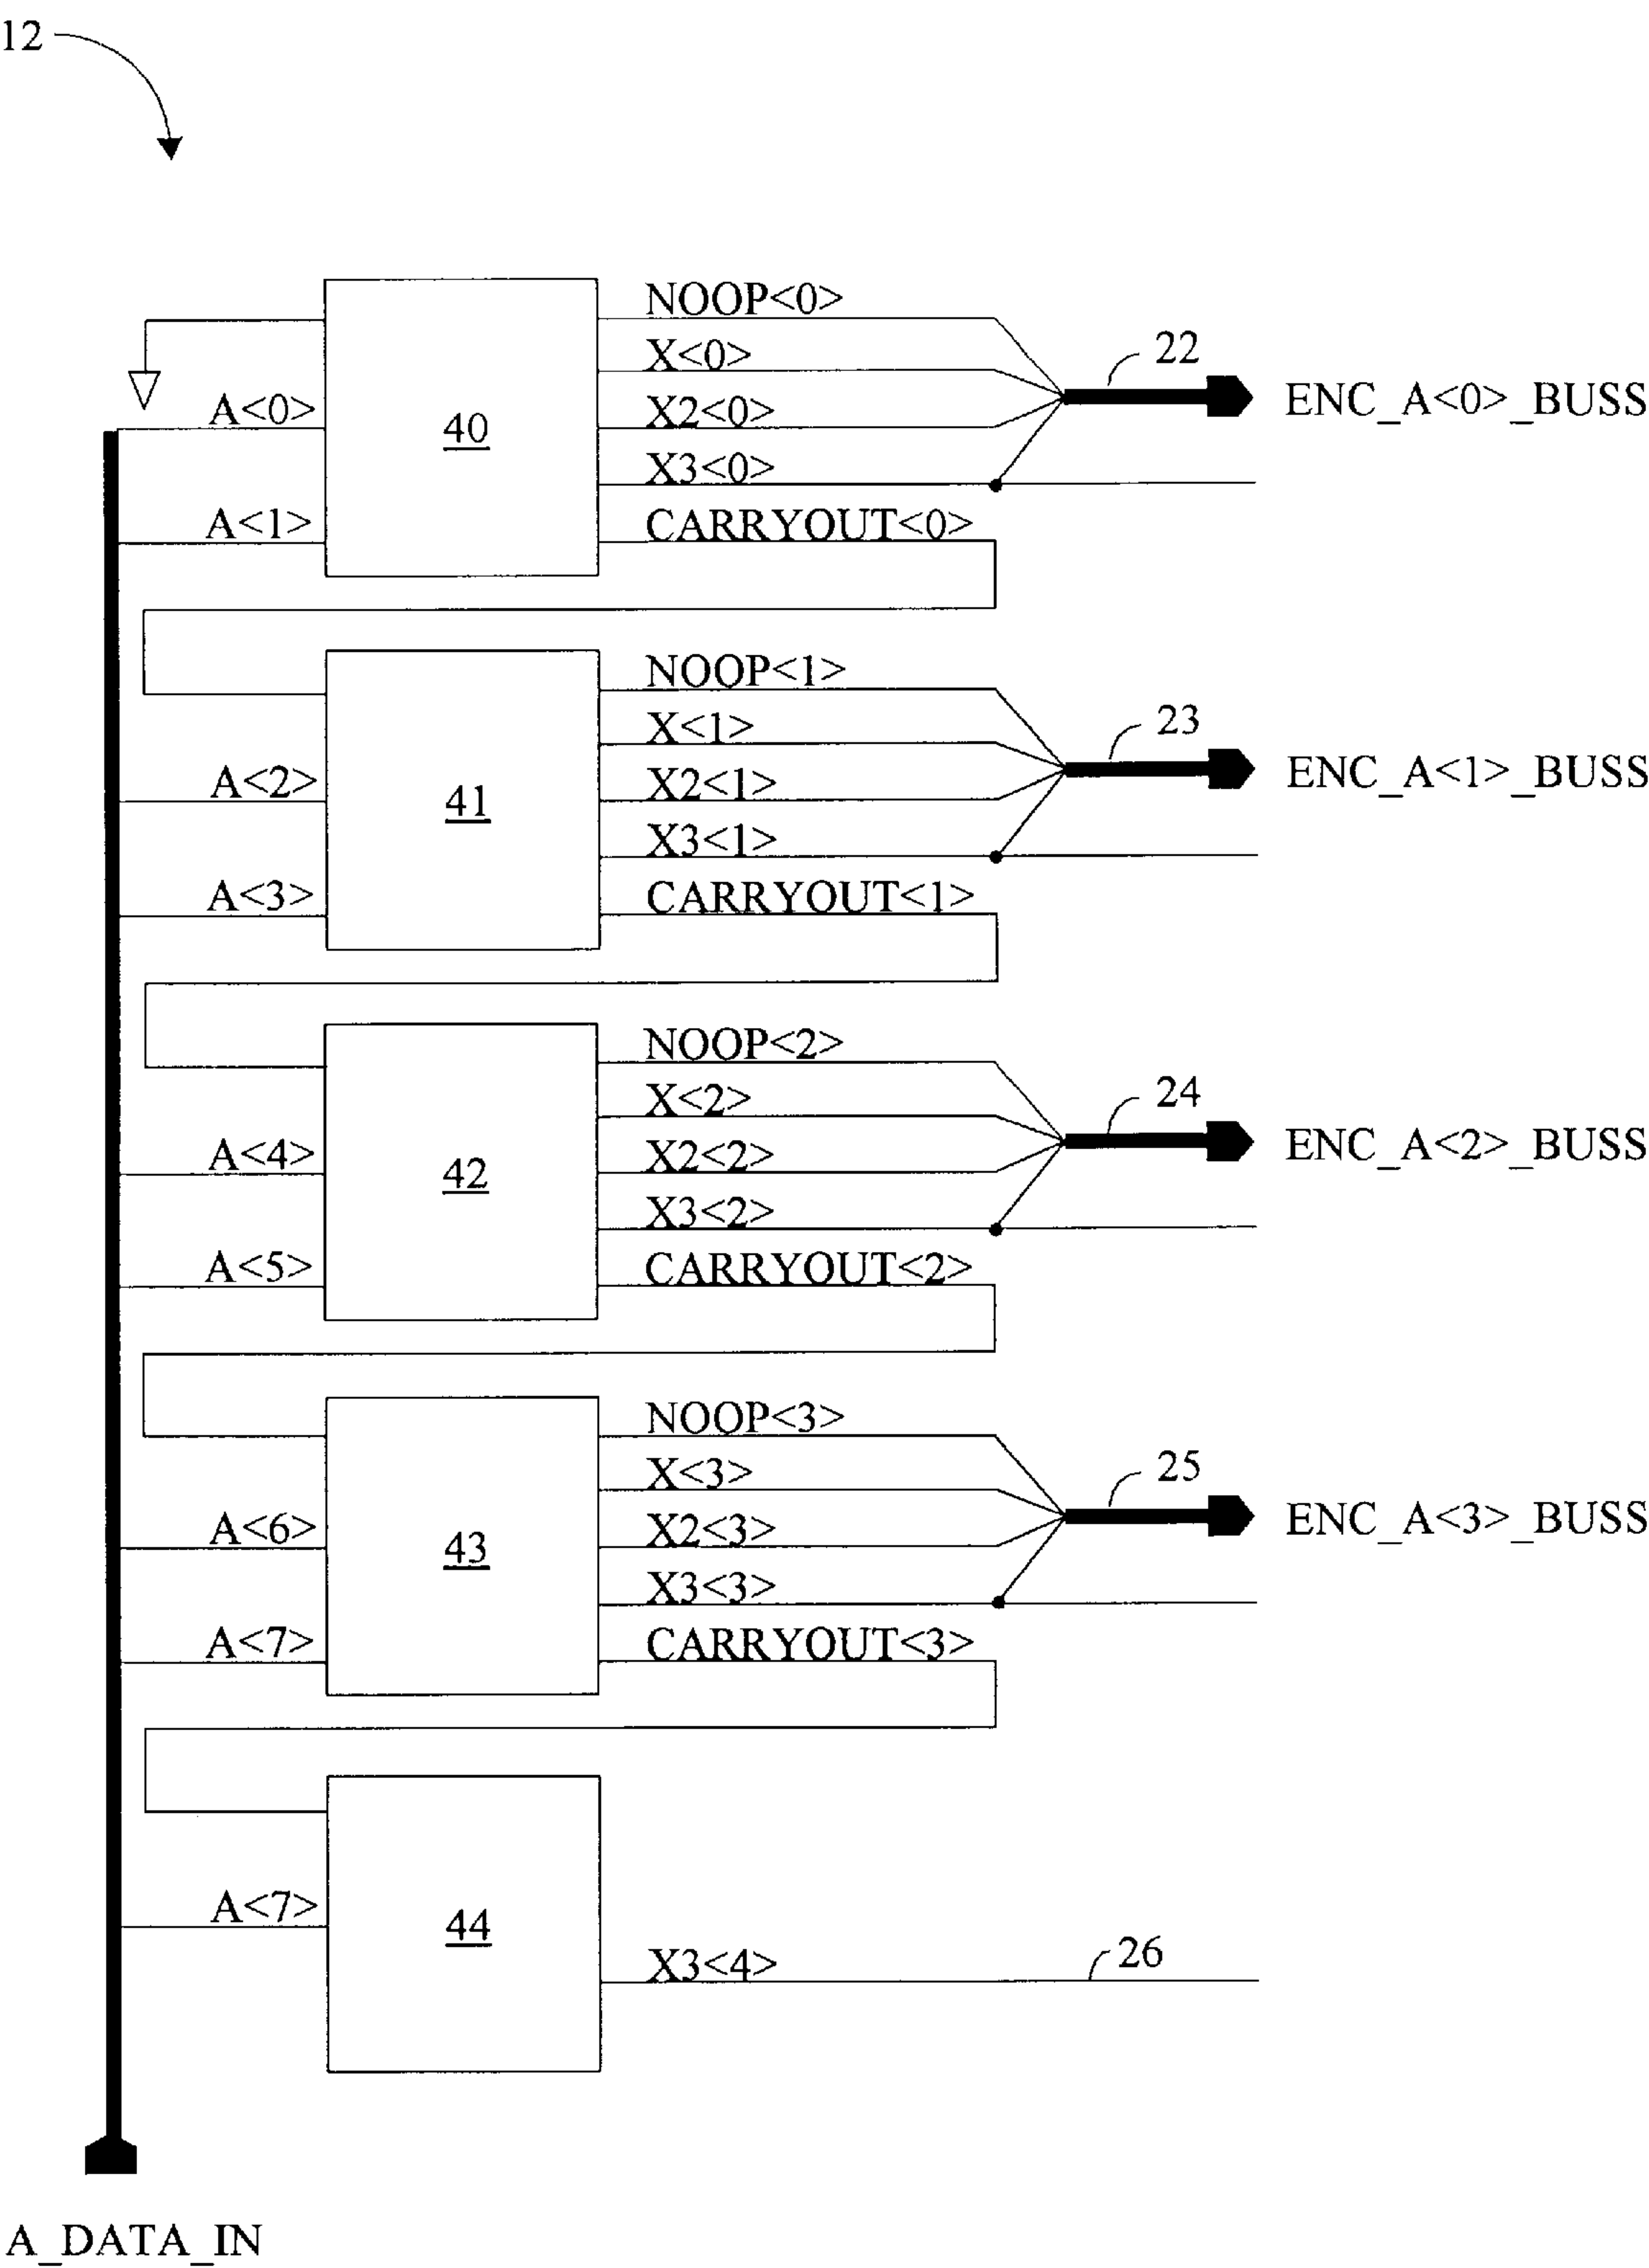 12
NOOP<0>
X<0>
22
ENC_A<0>_BUSS
A<0>
40
X2<0>
X3<0>
A<1>
CARRYOUT<0>
NOOP<1>
X<1>
23
ENC_A<1>_BUSS
A<2>
41
X2<1>
X3<1>
A<3>
CARRYOUT<1>
NOOP<2>
X<2>
24
ENC_A<2>_BUSS
A<4>
42
X2<2>
X3<2>
A<5>
CARRYOUT<2>
NOOP<3>
X<3>
25
ENC_A<3>_BUSS
A<6>
43
X2<3>
X3<3>
A<7>
CARRYOUT<3>
A<7>
44
X3<4>
26
A_DATA_IN